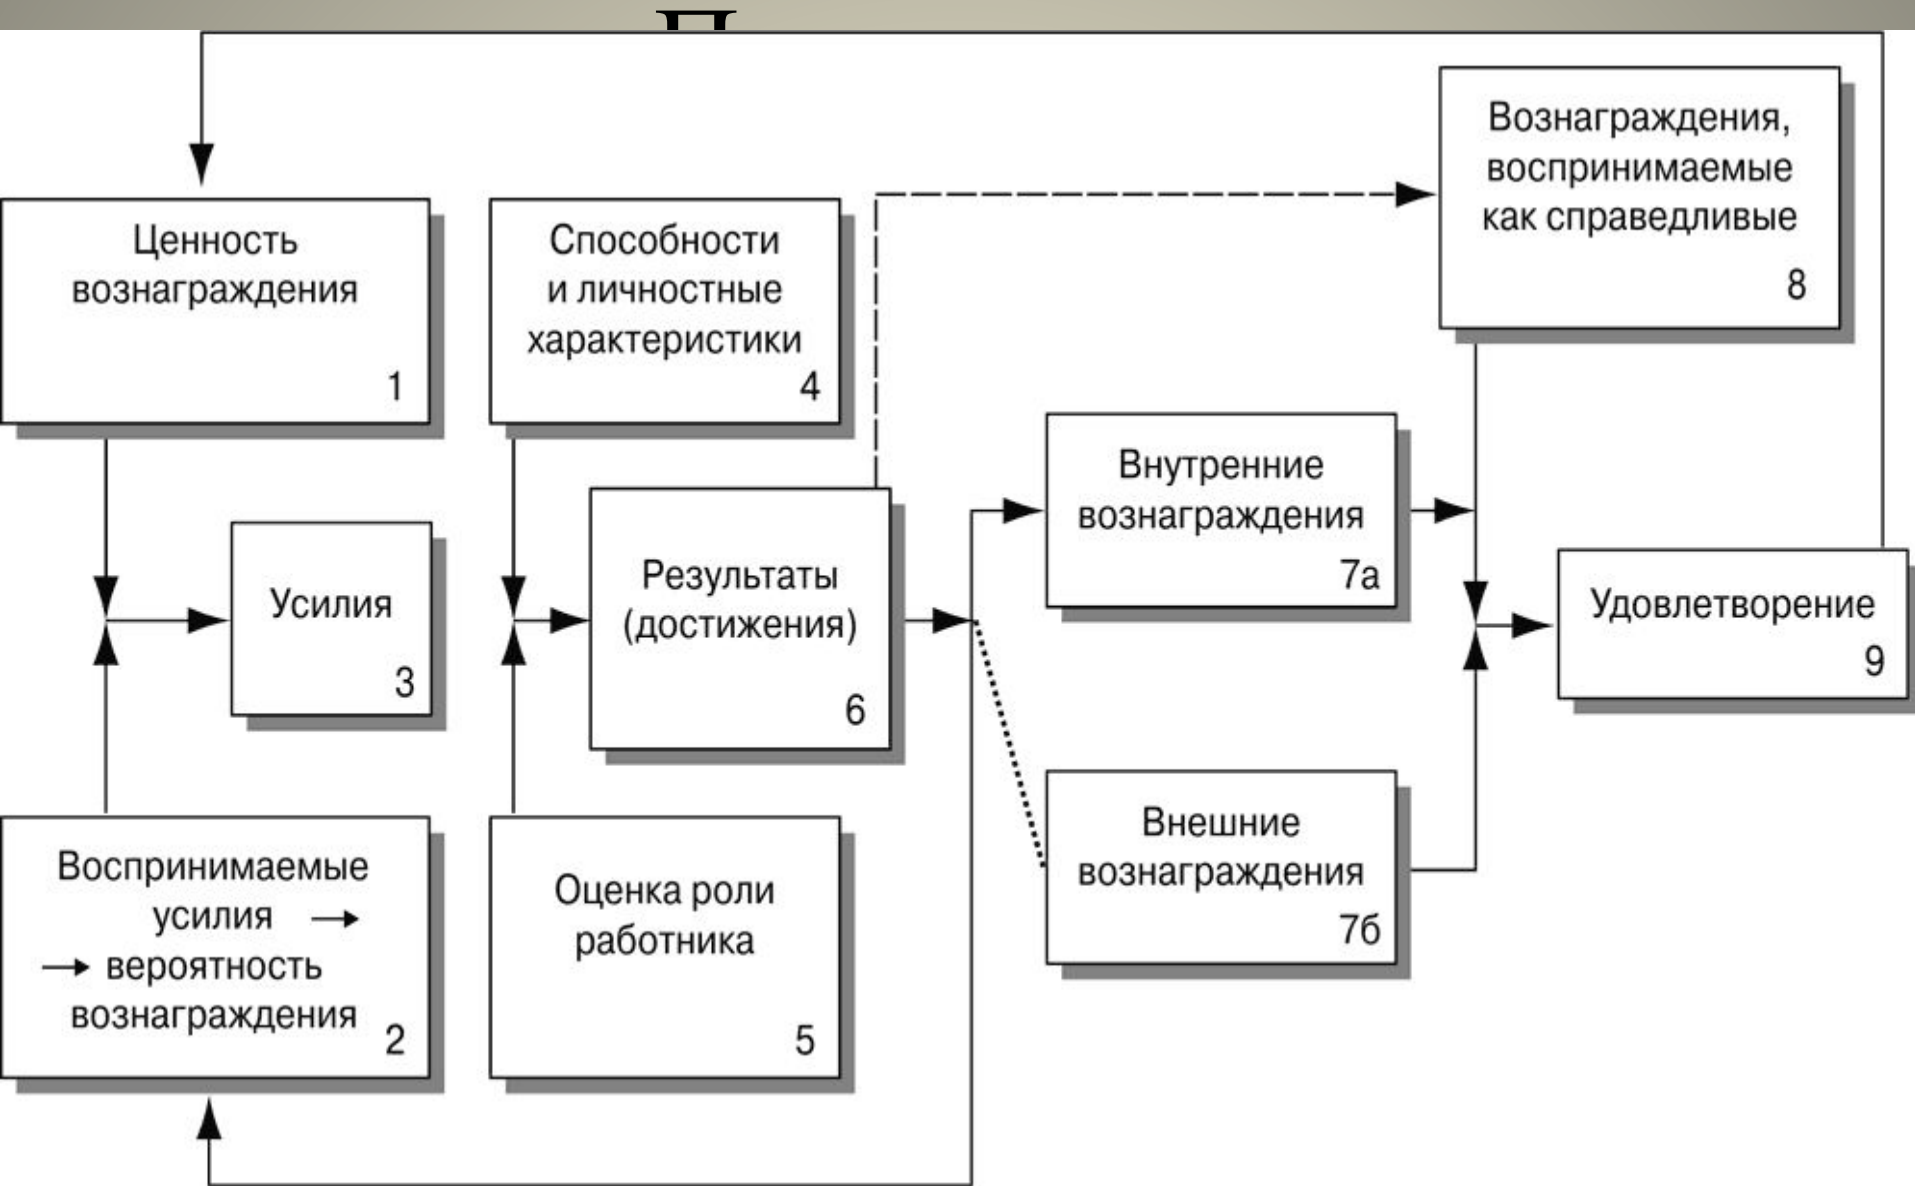 Ценность
вознаграждения
1
Способности
и личностные
характеристики
4
Вознаграждения,
воспринимаемые
как справедливые
8
Усилия
3
Результаты
(достижения)
6
Внутренние
вознаграждения
7а
Удовлетворение
9
Воспринимаемые
усилия →
→ вероятность
вознаграждения
2
Оценка роли
работника
5
Внешние
вознаграждения
7б